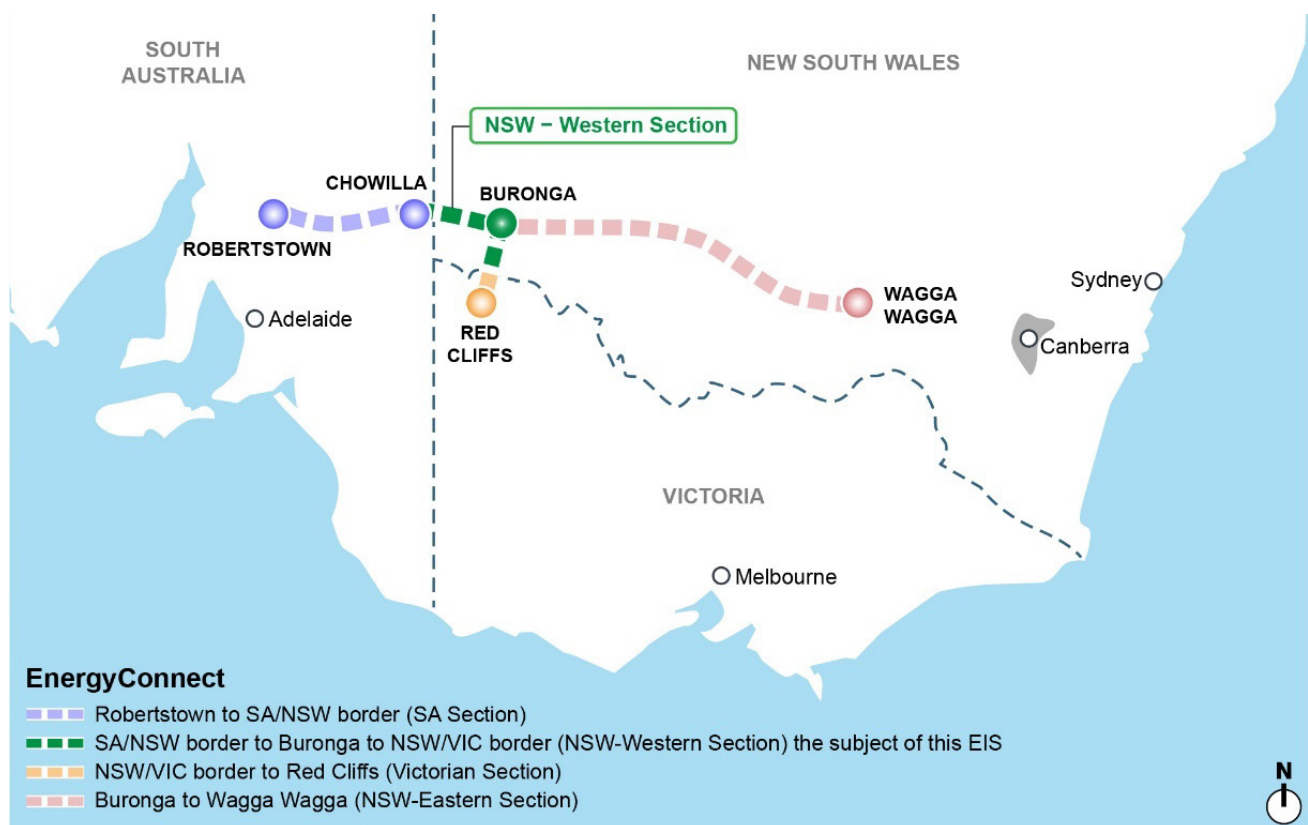 SOUTH
AUSTRALIA
NEW SOUTH WALES
NSW – Western Section
CHOWILLA
BURONGA
ROBERTSTOWN
Sydney
WAGGA
WAGGA
Adelaide
RED
CLIFFS
Canberra
VICTORIA
Melbourne
EnergyConnect
Robertstown to SA/NSW border (SA Section)
SA/NSW border to Buronga to NSW/VIC border (NSW-Western Section) the subject of this EIS
NSW/VIC border to Red Cliffs (Victorian Section)
Buronga to Wagga Wagga (NSW-Eastern Section)
N